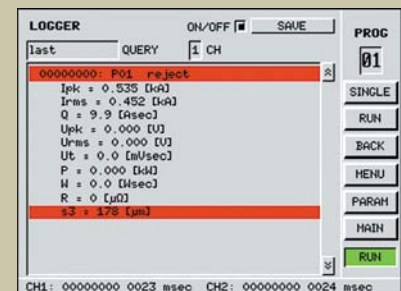 LOGGER ON/OFF SAVE
last QUERY 1 CH
00000000: P01 reject
Ipk = 0.535 [kA]
Irms = 0.452 [kA]
Q = 9.9 [Asec]
Upk = 0.000 [V]
Urms = 0.000 [V]
Ut = 0.0 [mVsec]
P = 0.000 [kW]
W = 0.0 [Wsec]
R = 0 [µΩ]
s3 = 178 [µm]
CH1: 00000000 0023 msec CH2: 00000000 0024 msec
PROG
01
SINGLE
RUN
BACK
MENU
PARAM
MAIN
RUN